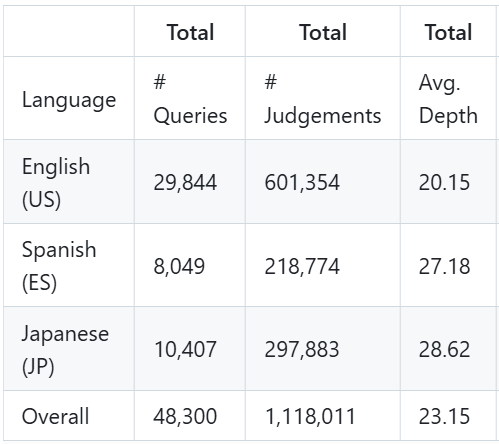 Total Total Total
Language # Queries # Judgements Avg. Depth
English (US) 29,844 601,354 20.15
Spanish (ES) 8,049 218,774 27.18
Japanese (JP) 10,407 297,883 28.62
Overall 48,300 1,118,011 23.15